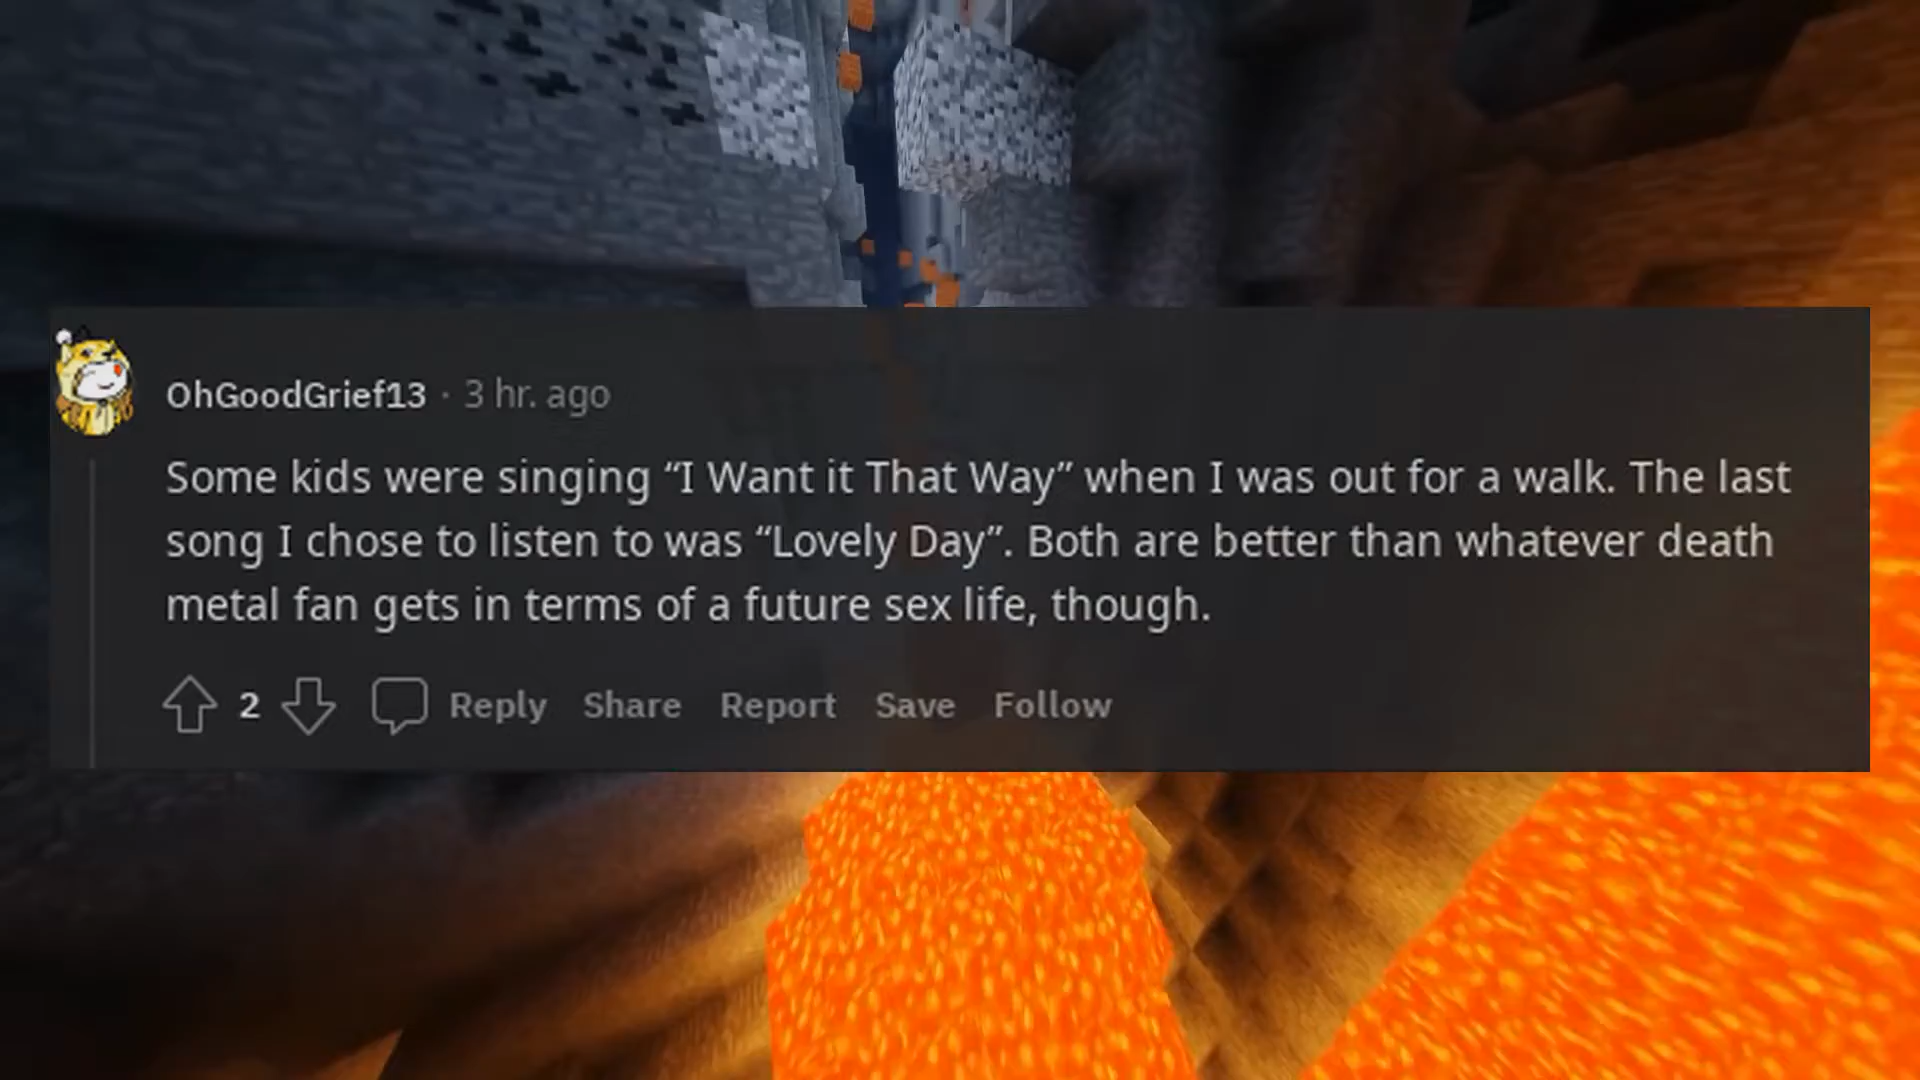 OhGoodGrief13 · 3 hr. ago
Some kids were singing “I Want it That Way” when I was out for a walk. The last
song I chose to listen to was “Lovely Day”. Both are better than whatever death
metal fan gets in terms of a future sex life, though.
2 Reply Share Report Save Follow